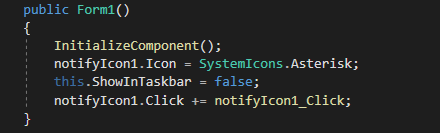 public Form1()
{
InitializeComponent();
notifyIcon1.Icon = SystemIcons.Asterisk;
this.ShowInTaskbar = false;
notifyIcon1.Click += notifyIcon1_Click;
}